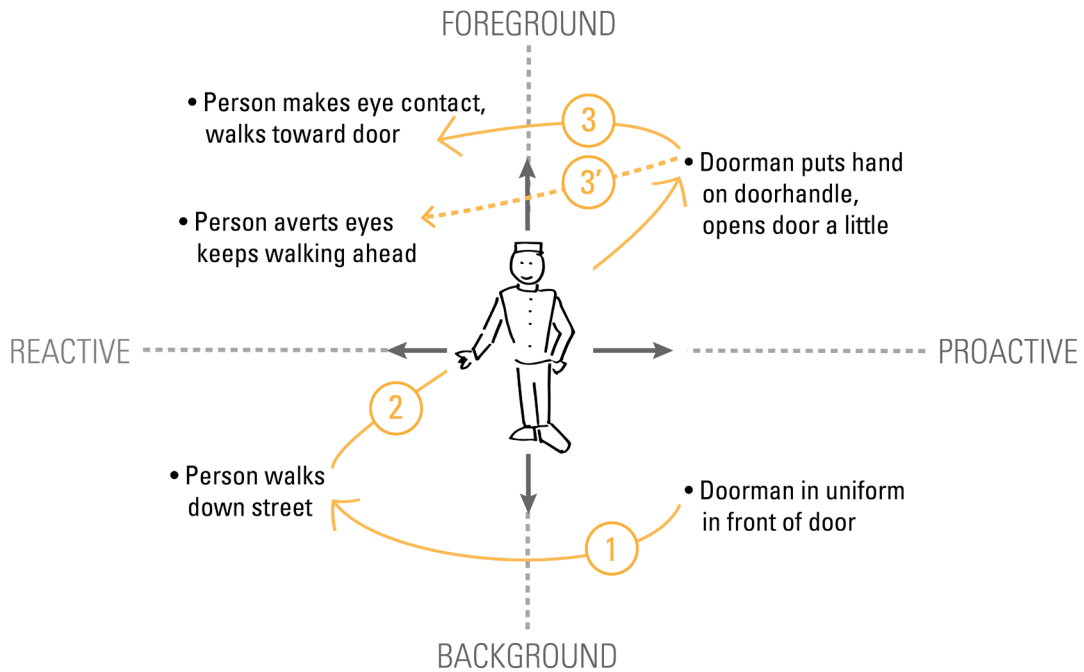 FOREGROUND
• Person makes eye contact,
walks toward door
3
• Doorman puts hand
on doorhandle,
opens door a little
3’
• Person averts eyes
keeps walking ahead
REACTIVE
PROACTIVE
2
• Person walks
down street
• Doorman in uniform
in front of door
1
BACKGROUND